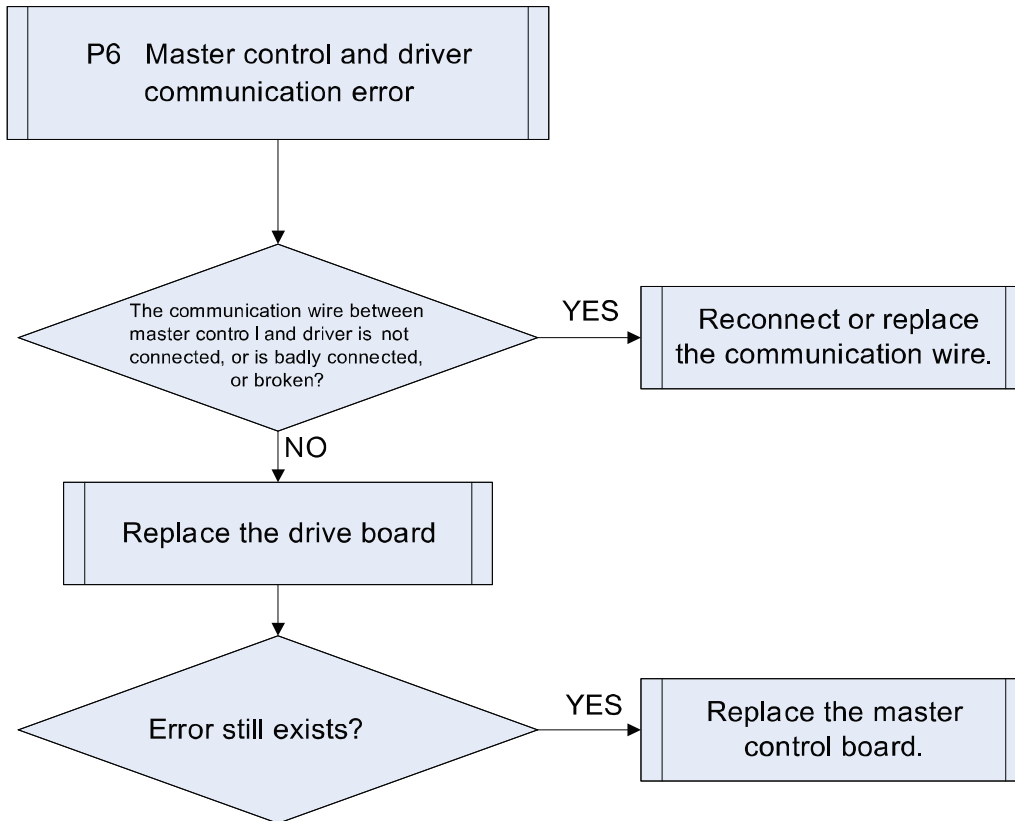 P6 Master control and driver
communication error
The communication wire between
master contro l and driver is not
connected, or is badly connected,
or broken?
YES
Reconnect or replace
the communication wire.
NO
Replace the drive board
Error still exists?
YES
Replace the master
control board.